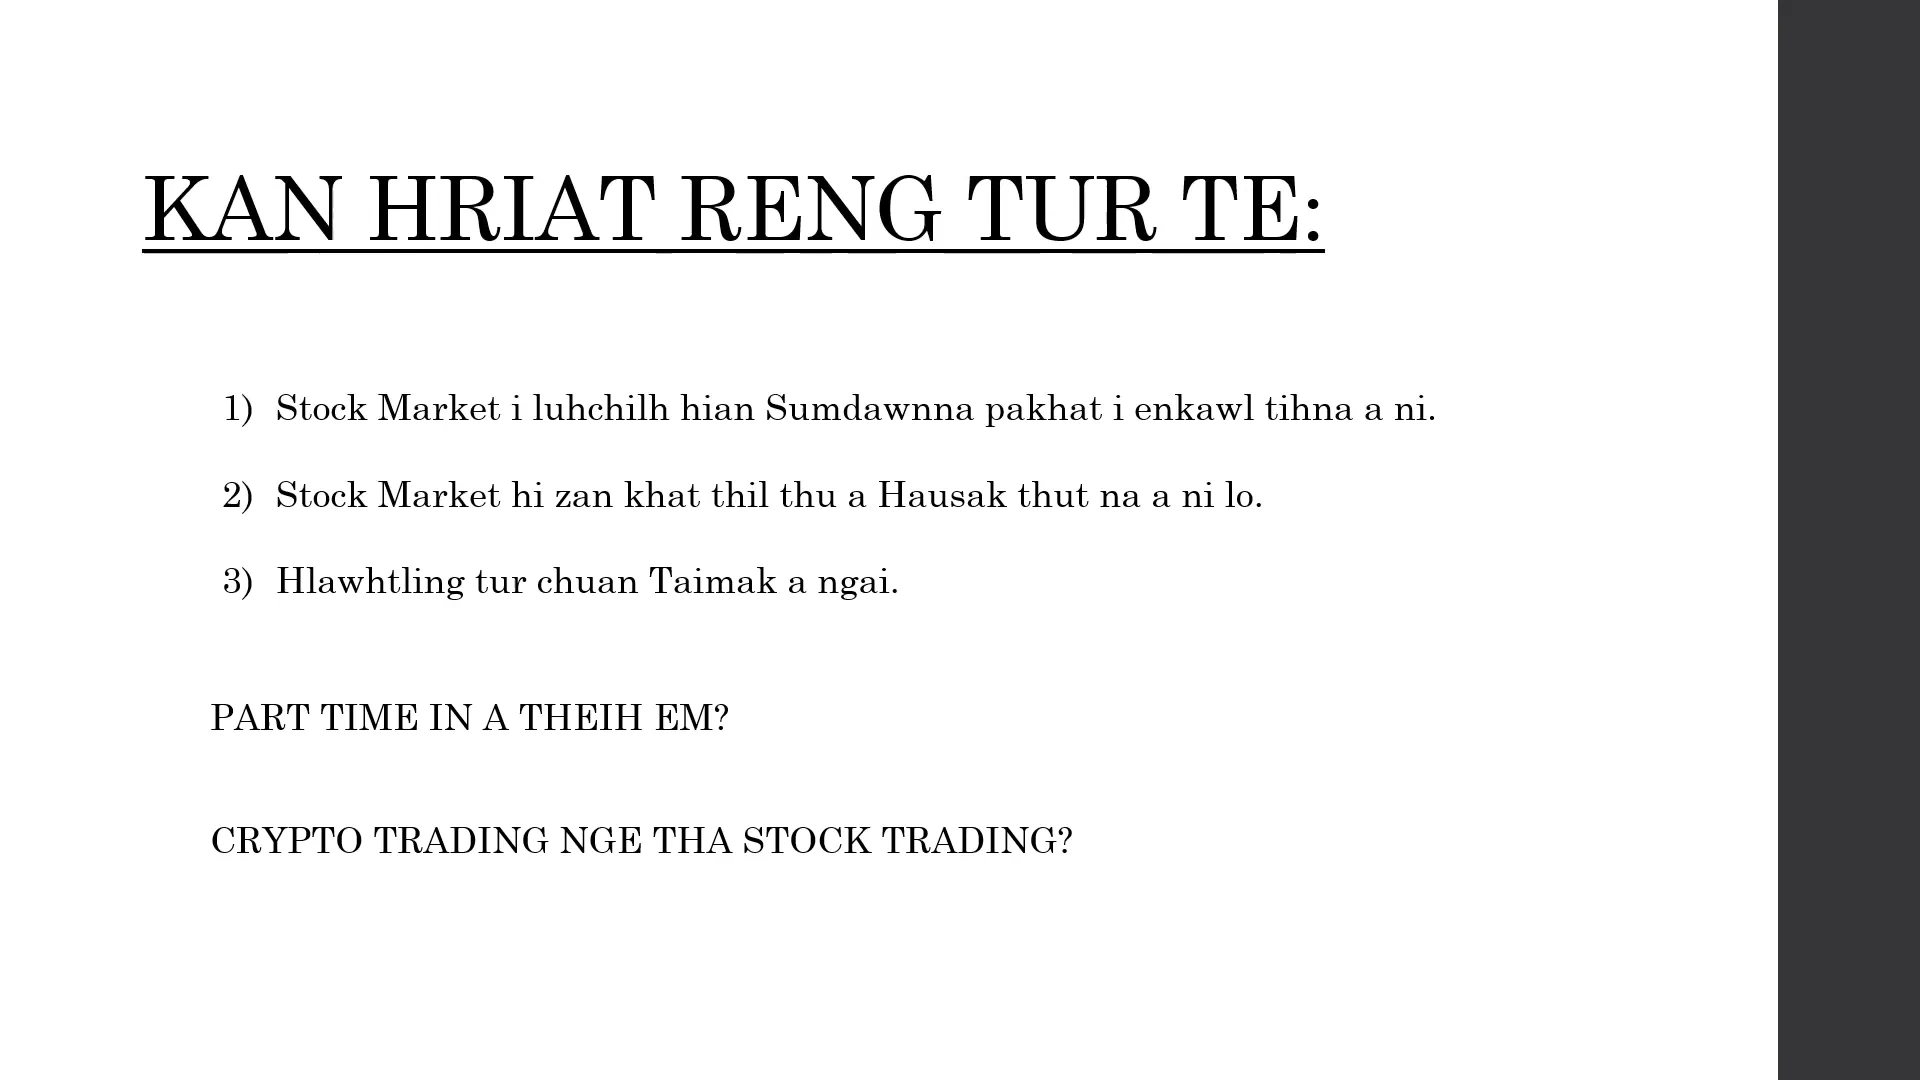 KAN HRIAT RENG TUR TE:
1) Stock Market i luhchilh hian Sumdawnna pakhat i enkawl tihna a ni.
2) Stock Market hi zan khat thil thu a Hausak thut na a ni lo.
3) Hlawhtling tur chuan Taimak a ngai.
PART TIME IN A THEIH EM?
CRYPTO TRADING NGE THA STOCK TRADING?